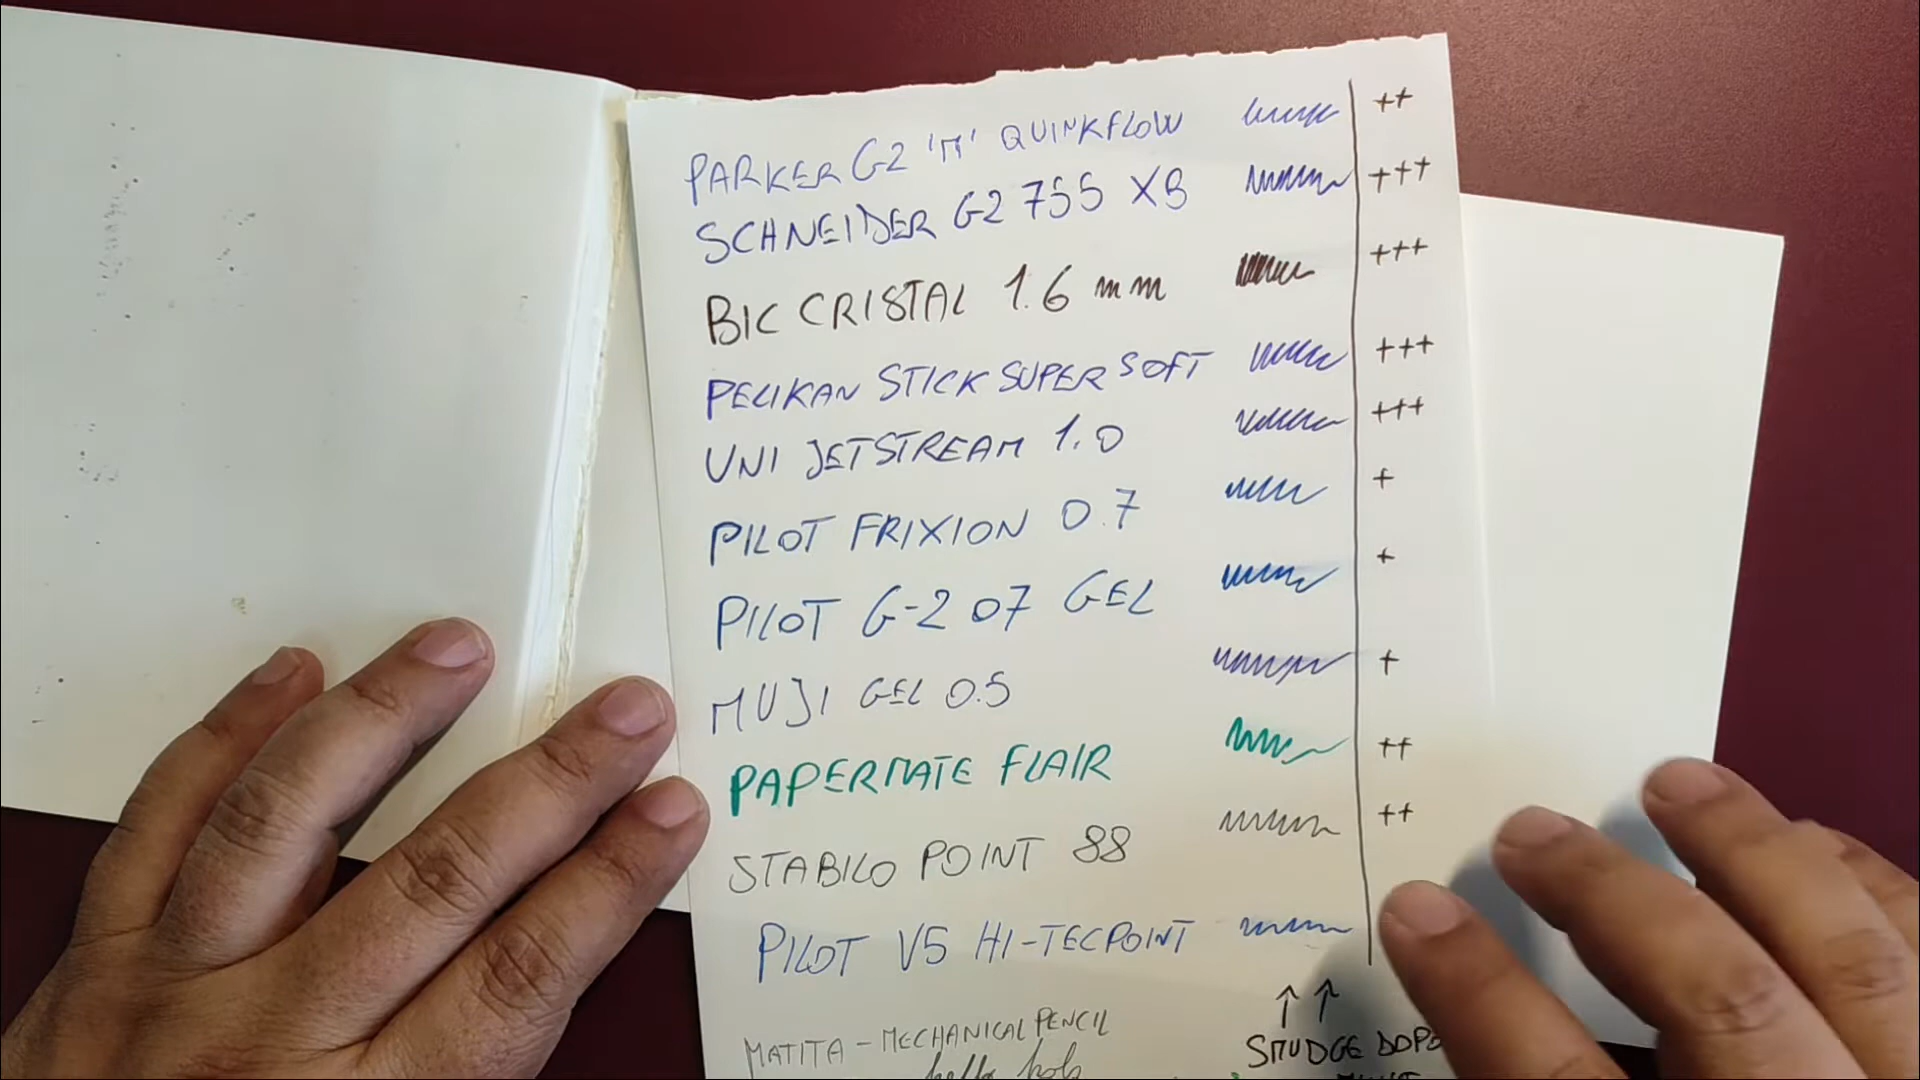 PARKER G2 'M' QUINKFLOW ++
SCHNEIDER G2 755 XB +++
BIC CRISTAL 1.6 mm +++
PELIKAN STICK SUPER SOFT +++
UNI JETSTREAM 1.0 +++
PILOT FRIXION 0.7 +
PILOT G-2 07 GEL +
MUJI GEL 0.5 +
PAPERMATE FLAIR ++
STABILO POINT 88 ++
PILOT V5 HI-TECPOINT
↑ ↑
MATITA - MECHANICAL PENCIL
SMUDGE DOPO